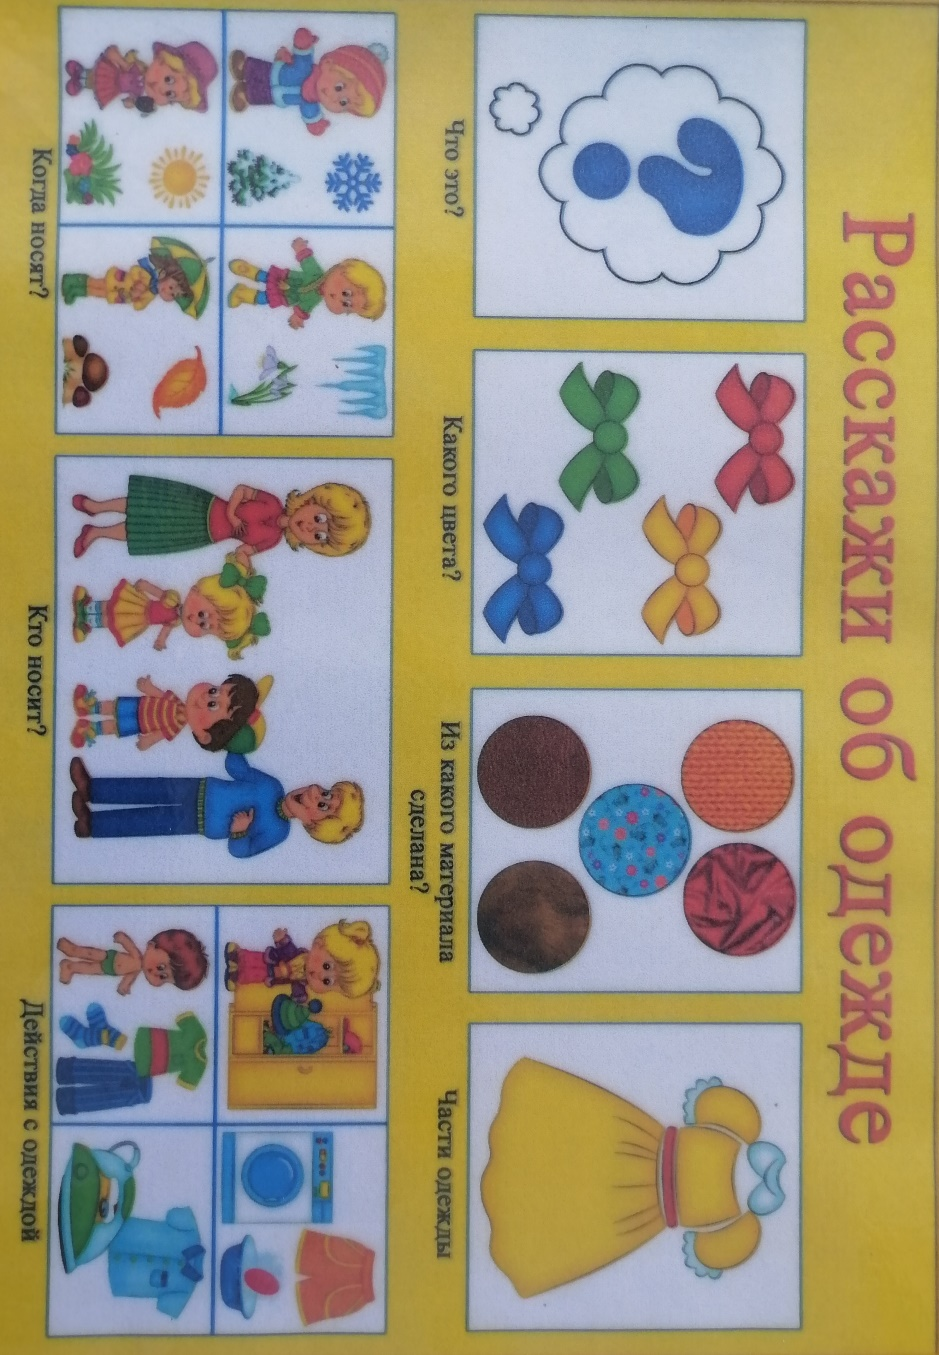 Расскажи об одежде
Что это?
Какого цвета?
Из какого материала
сделана?
Части одежды
Когда носят?
Кто носит?
Действия с одеждой